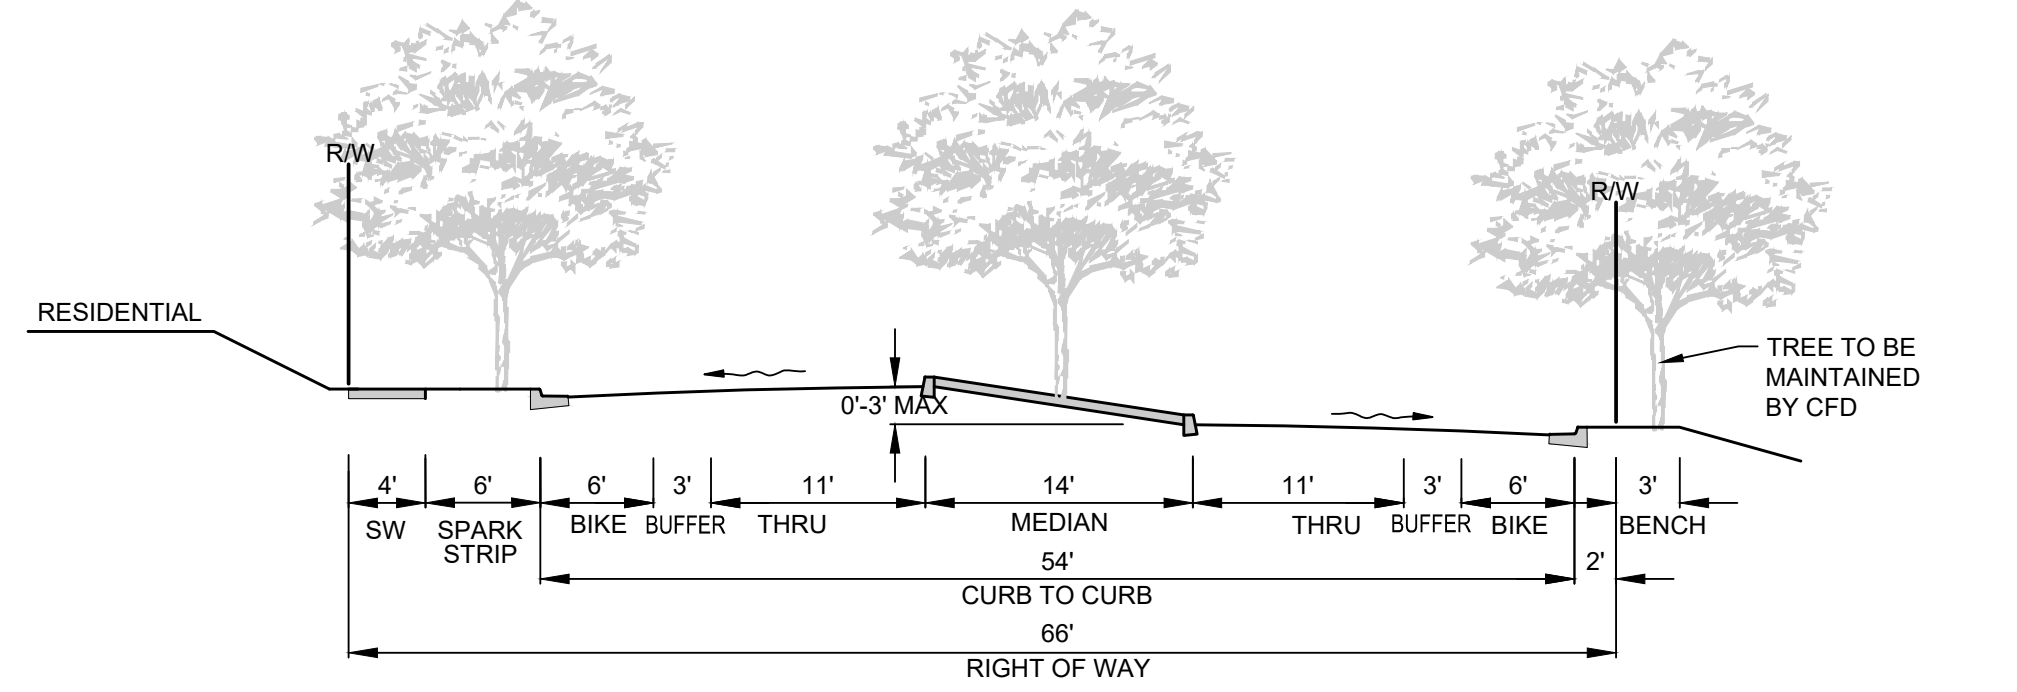 R/W
R/W
RESIDENTIAL
TREE TO BE
MAINTAINED
BY CFD
0'-3' MAX
4' 6' 6' 3' 11' 14' 11' 3' 6' 3'
SW SPARK BIKE BUFFER THRU MEDIAN THRU BUFFER BIKE BENCH
STRIP
54' 2'
CURB TO CURB
66'
RIGHT OF WAY